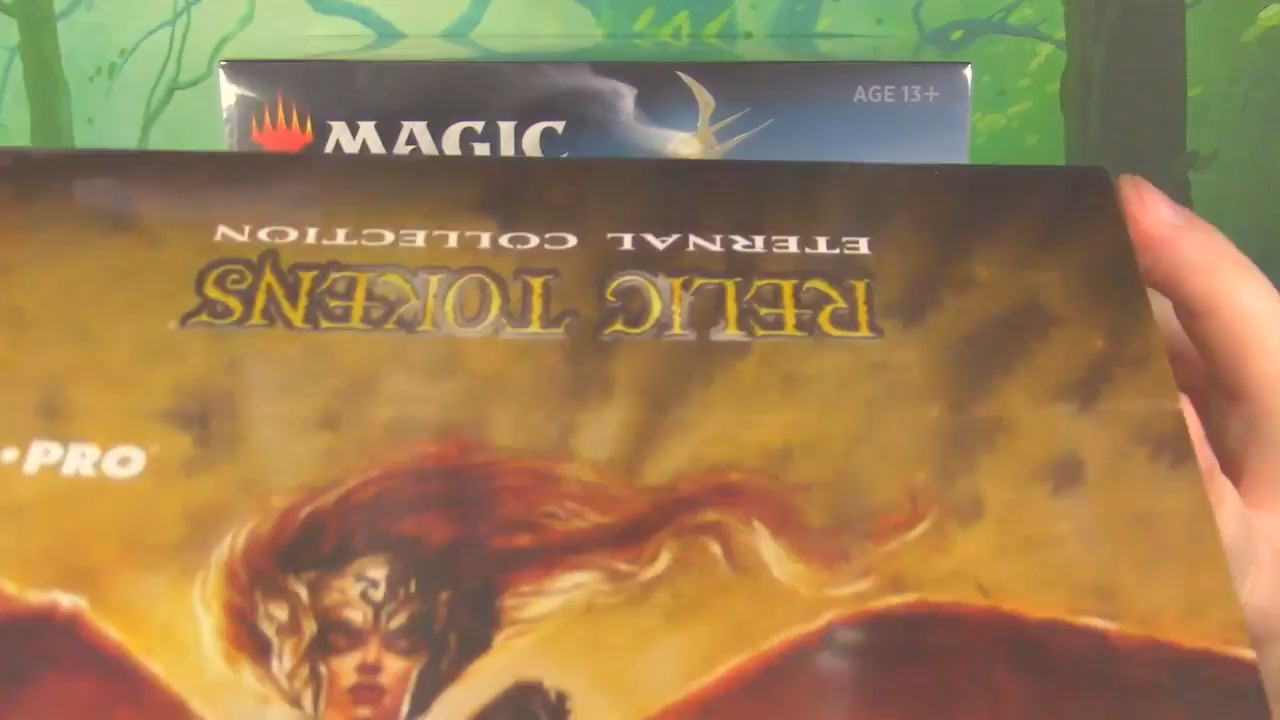 MAGIC
AGE 13+
ETERNAL COLLECTION
RELIC TOKENS
•PRO